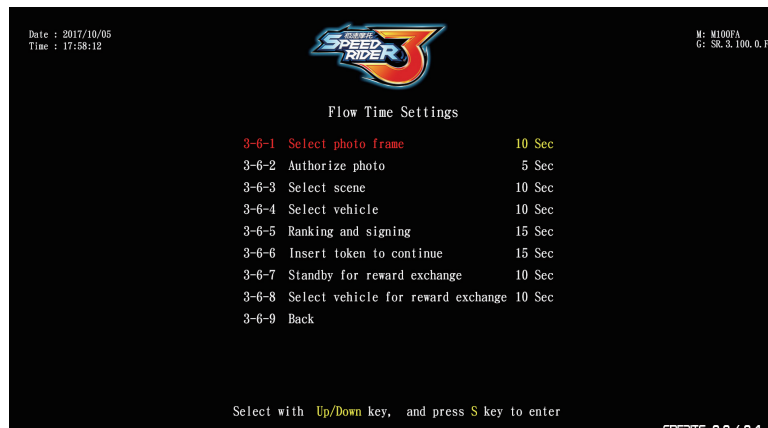 Date : 2017/10/05
Time : 17:58:12
M: M100FA
G: SR.3.100.0.F
极速摩托
SPEED
RIDER 3
Flow Time Settings
3-6-1 Select photo frame 10 Sec
3-6-2 Authorize photo 5 Sec
3-6-3 Select scene 10 Sec
3-6-4 Select vehicle 10 Sec
3-6-5 Ranking and signing 15 Sec
3-6-6 Insert token to continue 15 Sec
3-6-7 Standby for reward exchange 10 Sec
3-6-8 Select vehicle for reward exchange 10 Sec
3-6-9 Back
Select with Up/Down key, and press S key to enter
CREDITS